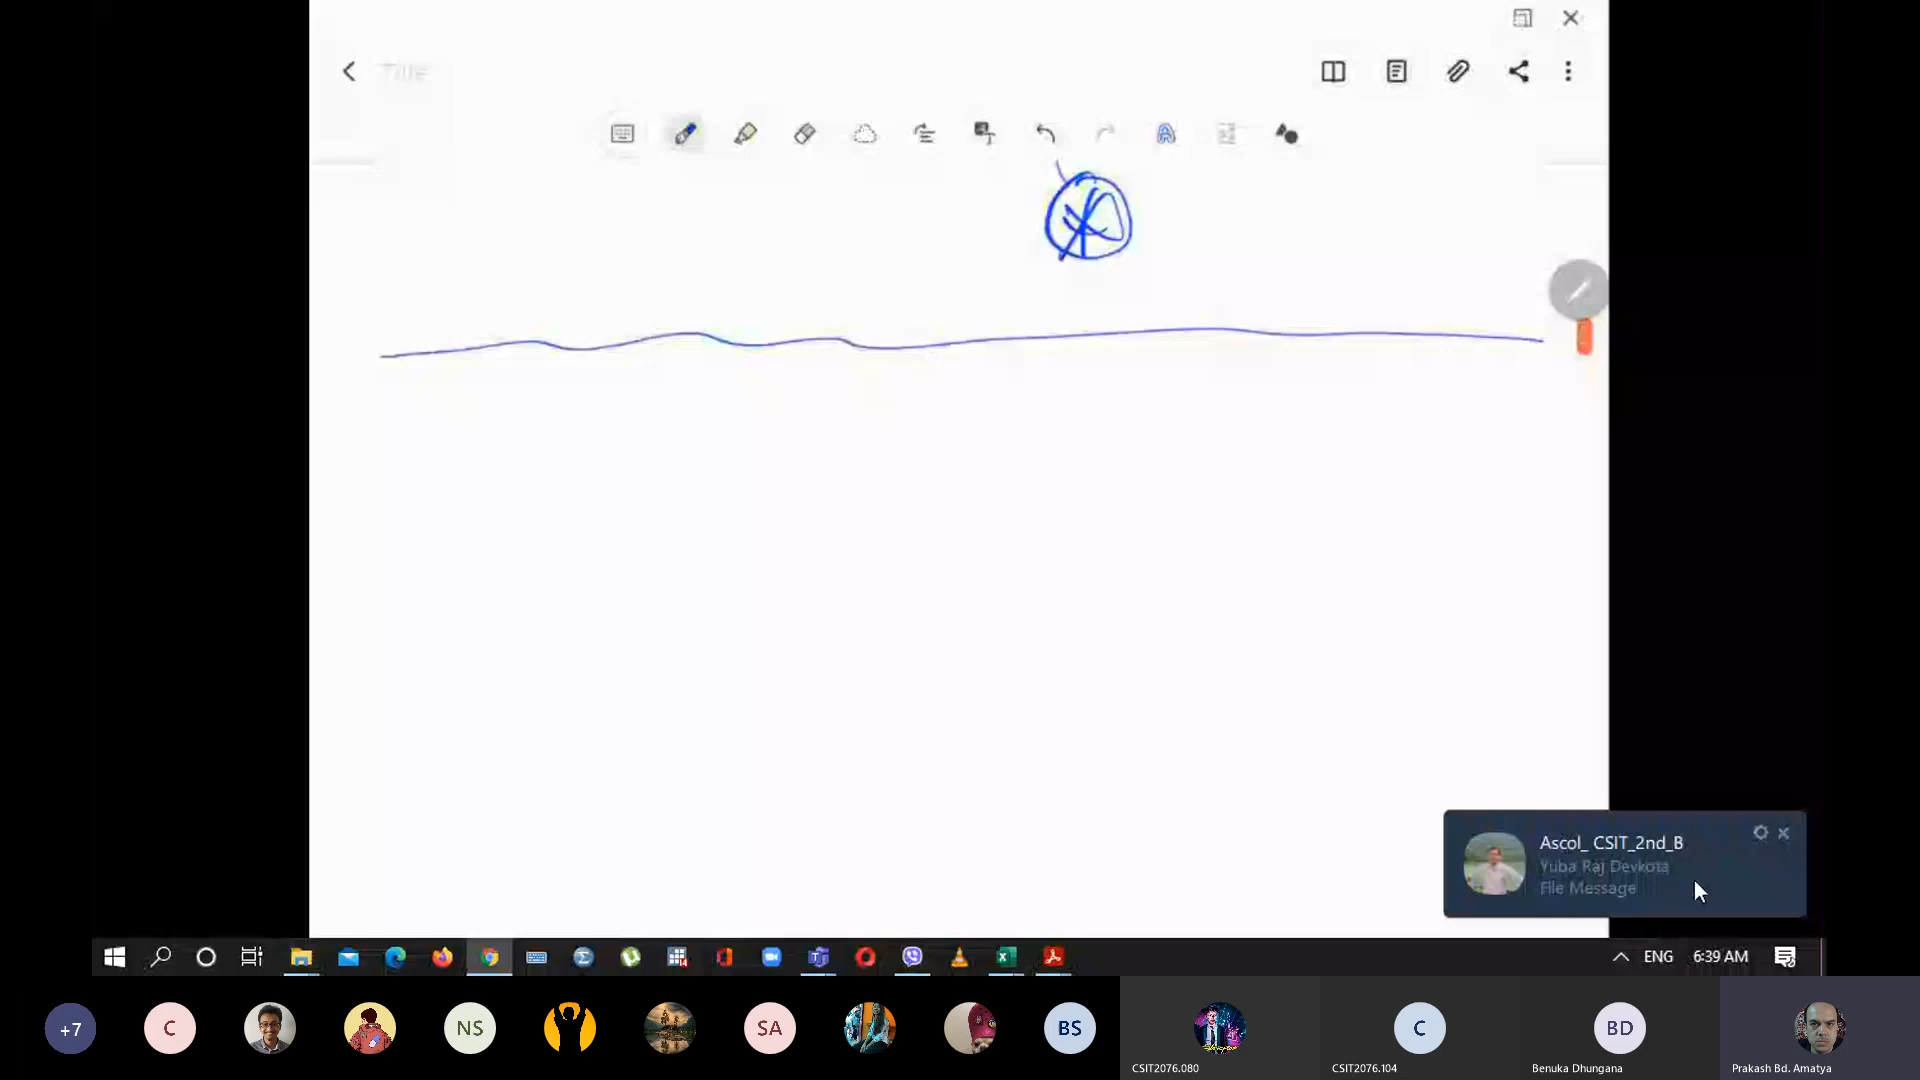 Title
Ascol_ CSIT_2nd_B
Yuba Raj Devkota
File Message
ENG
6:39 AM
+7
C
NS
SA
BS
C
BD
CSIT2076.080
CSIT2076.104
Benuka Dhungana
Prakash Bd. Amatya